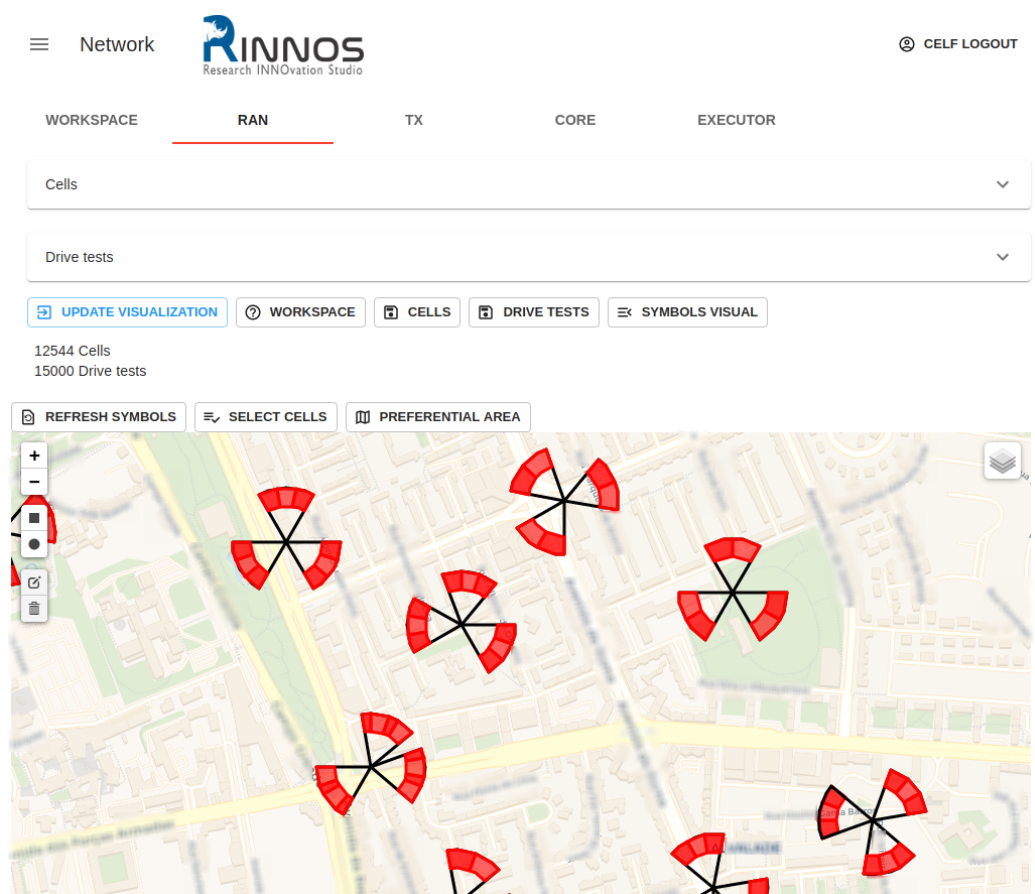 Network
RINNOS
Research INNOvation Studio
CELF LOGOUT
WORKSPACE
RAN
TX
CORE
EXECUTOR
Cells
Drive tests
UPDATE VISUALIZATION
WORKSPACE
CELLS
DRIVE TESTS
SYMBOLS VISUAL
12544 Cells
15000 Drive tests
REFRESH SYMBOLS
SELECT CELLS
PREFERENTIAL AREA
+
−